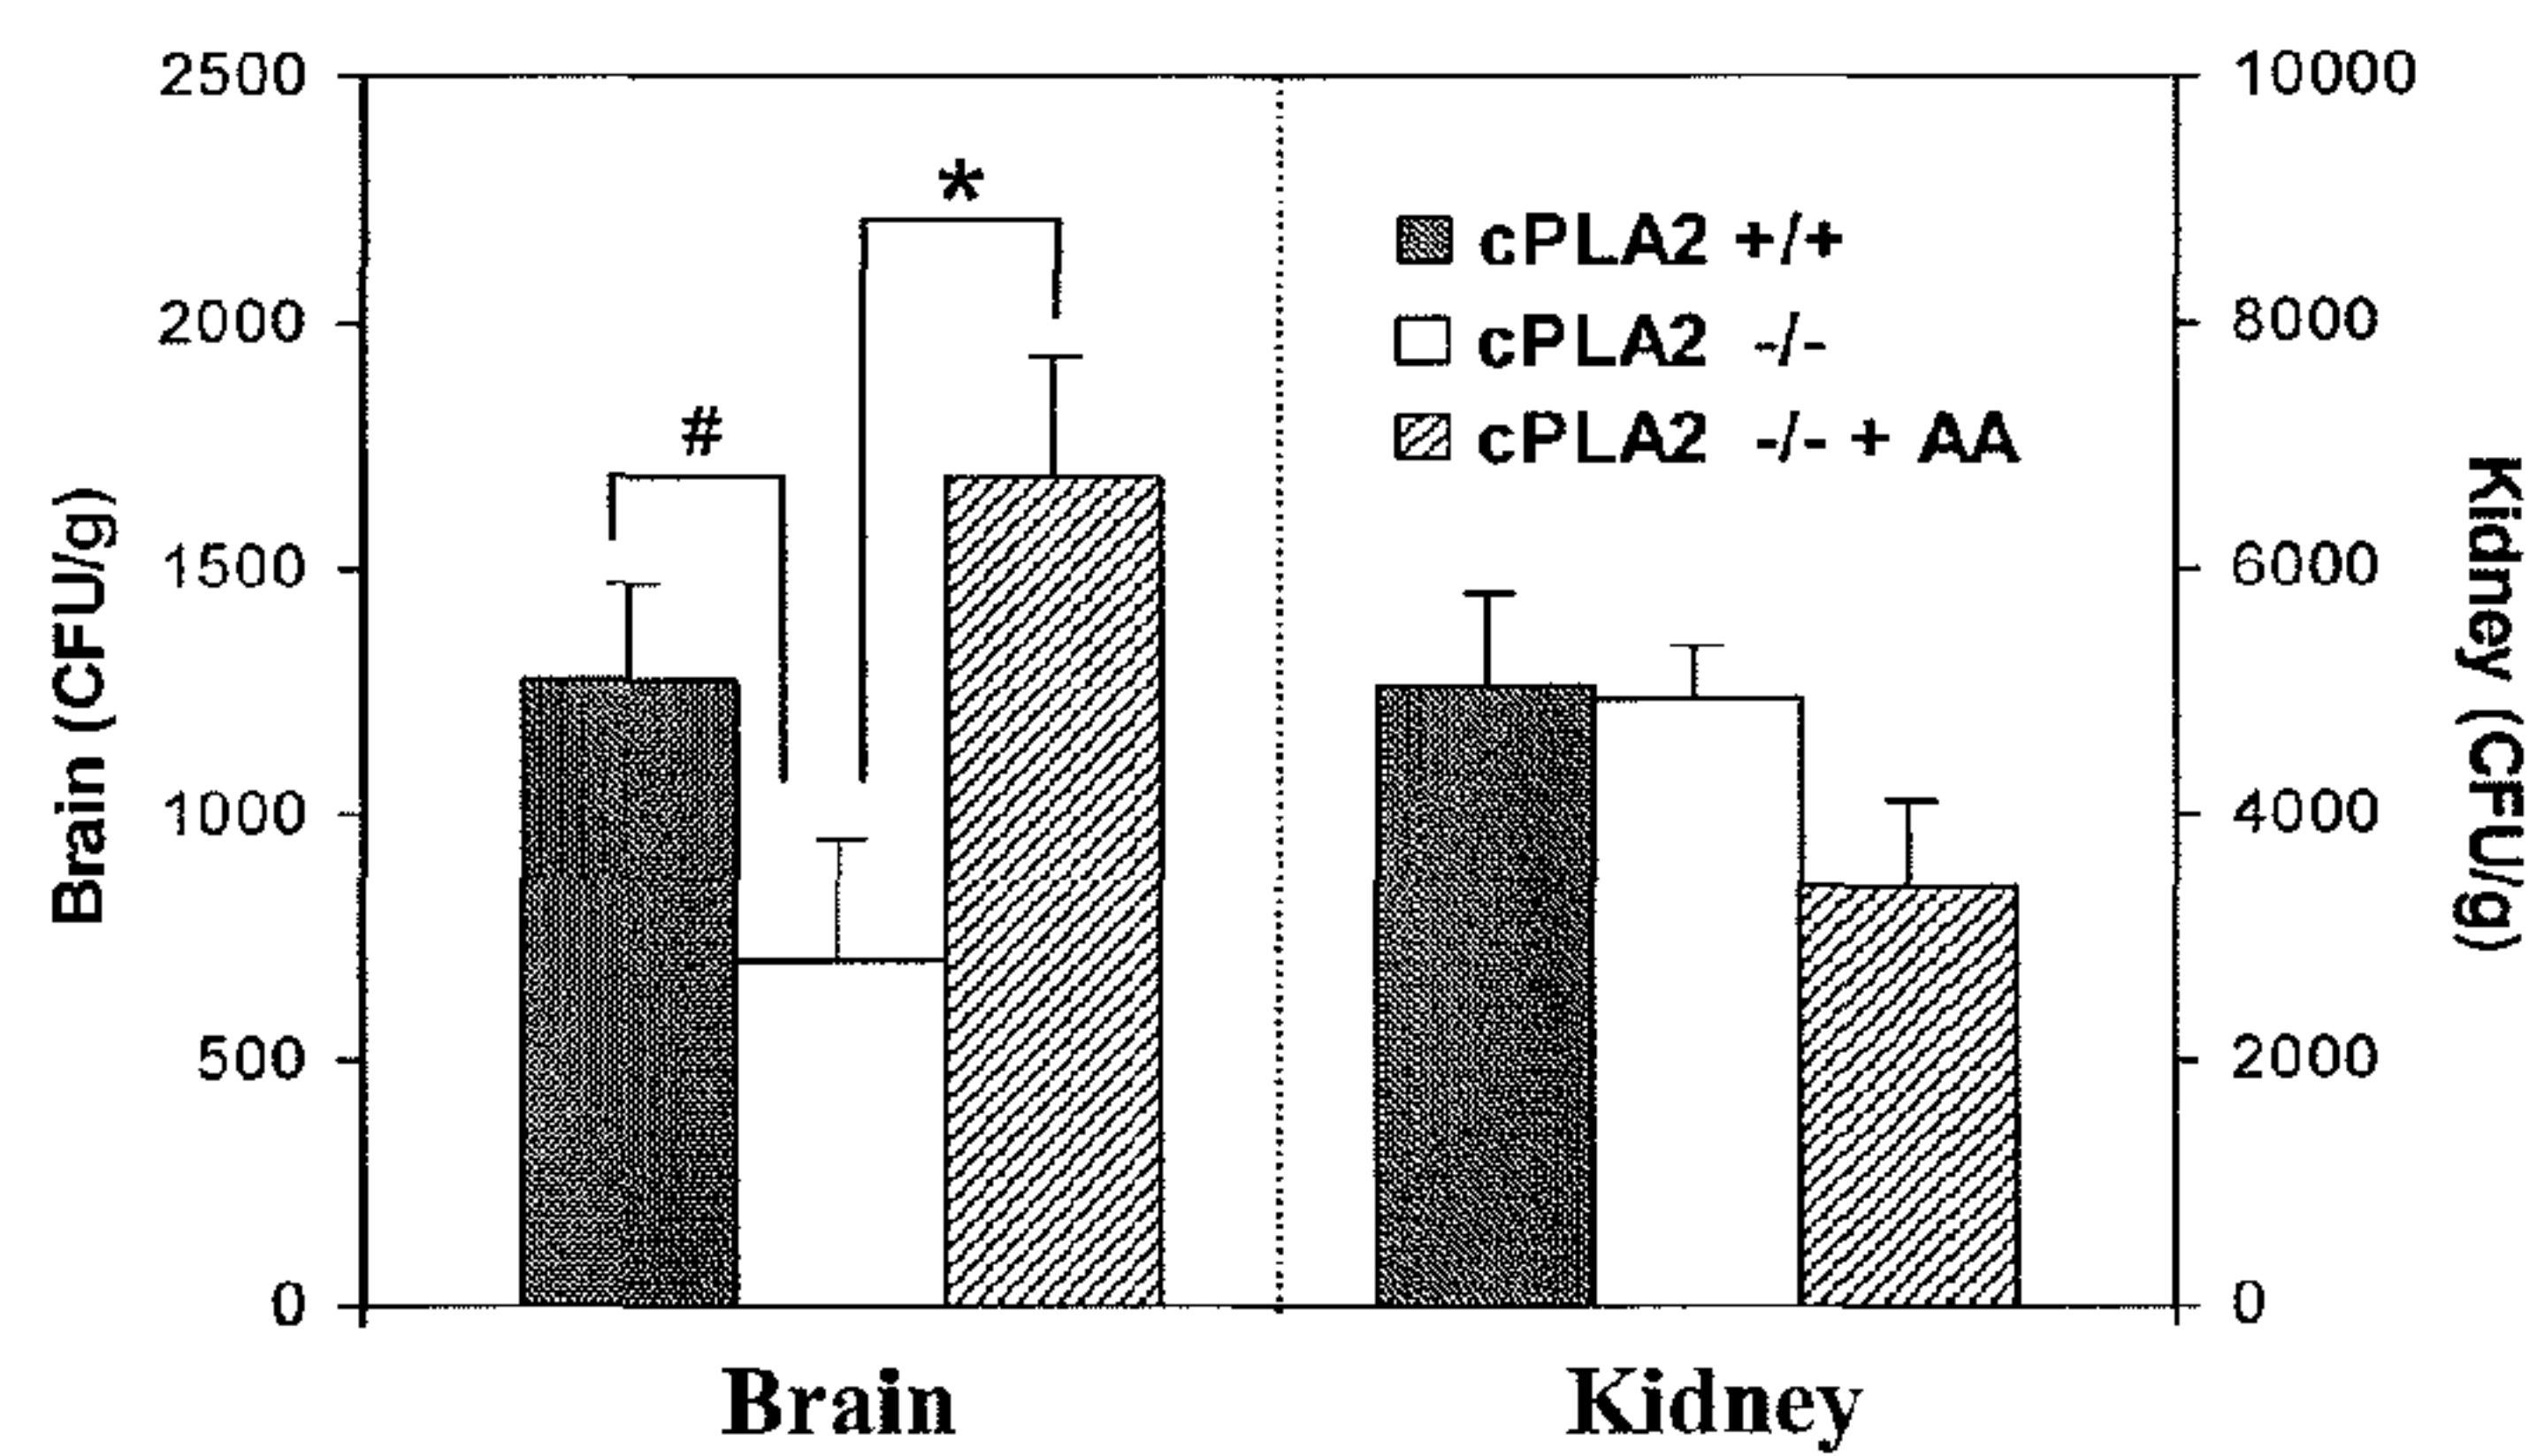 Brain (CFU/g)
2500
2000
1500
1000
500
0
#
*
cPLA2 +/+
cPLA2 -/-
cPLA2 -/- + AA
10000
8000
6000
4000
2000
0
Kidney (CFU/g)
Brain
Kidney